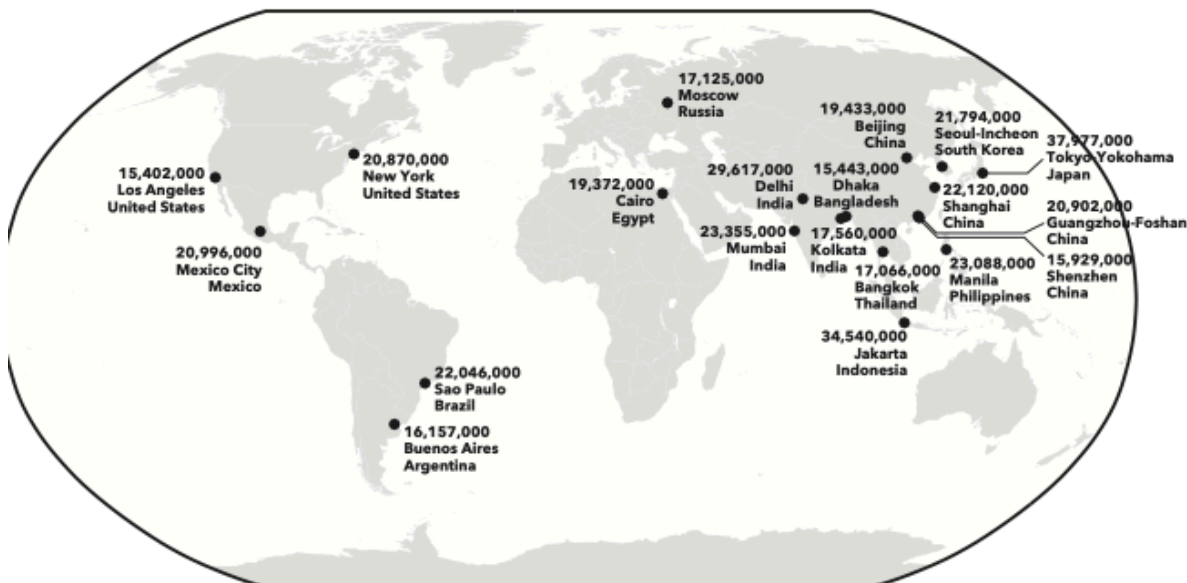 17,125,000
Moscow
Russia
19,433,000
Beijing
China
21,794,000
Seoul-Incheon
South Korea
37,977,000
Tokyo-Yokohama
Japan
20,870,000
New York
United States
15,402,000
Los Angeles
United States
19,372,000
Cairo
Egypt
29,617,000
Delhi
India
15,443,000
Dhaka
Bangladesh
22,120,000
Shanghai
China
20,902,000
Guangzhou-Foshan
China
20,996,000
Mexico City
Mexico
23,355,000
Mumbai
India
17,560,000
Kolkata
India
17,066,000
Bangkok
Thailand
23,088,000
Manila
Philippines
15,929,000
Shenzhen
China
34,540,000
Jakarta
Indonesia
22,046,000
Sao Paulo
Brazil
16,157,000
Buenos Aires
Argentina